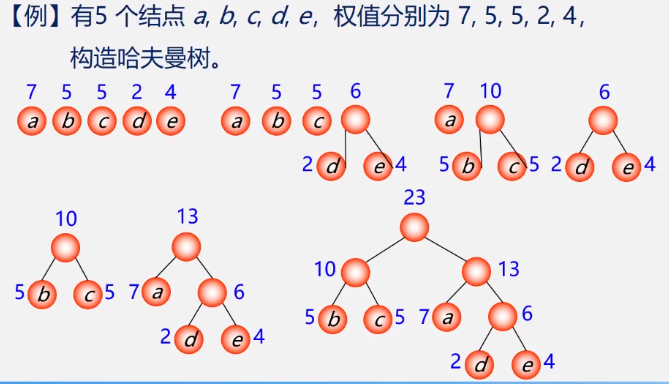 【例】有5 个结点 a, b, c, d, e, 权值分别为 7, 5, 5, 2, 4,
构造哈夫曼树。
7 5 5 2 4
a b c d e
7 5 5 6
a b c
2 d e 4
7 10
a
5 b c 5
6
2 d e 4
10
5 b c 5
13
7 a 6
2 d e 4
23
10 13
5 b c 5 7 a 6
2 d e 4